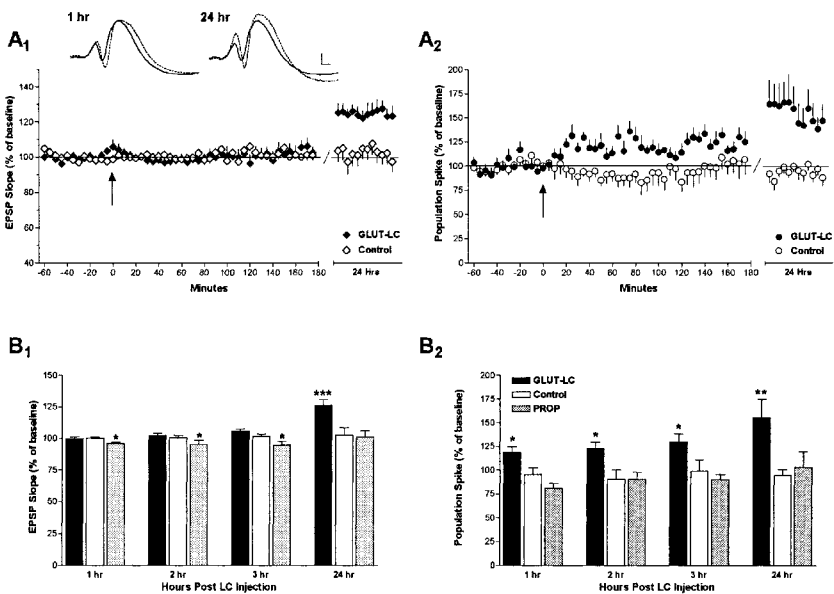 A1
1 hr
24 hr
EPSP Slope (% of baseline)
140
120
100
80
60
40
-60 -40 -20 0 20 40 60 80 100 120 140 160 180
Minutes
24 Hrs
GLUT-LC
Control
A2
Population Spike (% of baseline)
200
175
150
125
100
75
50
25
0
-60 -40 -20 0 20 40 60 80 100 120 140 160 180
Minutes
24 Hrs
GLUT-LC
Control
B1
EPSP Slope (% of baseline)
150
125
100
75
50
25
0
*
*
*
***
1 hr 2 hr 3 hr 24 hr
Hours Post LC Injection
B2
Population Spike (% of baseline)
200
175
150
125
100
75
50
25
0
GLUT-LC
Control
PROP
*
*
*
**
1 hr 2 hr 3 hr 24 hr
Hours Post LC Injection